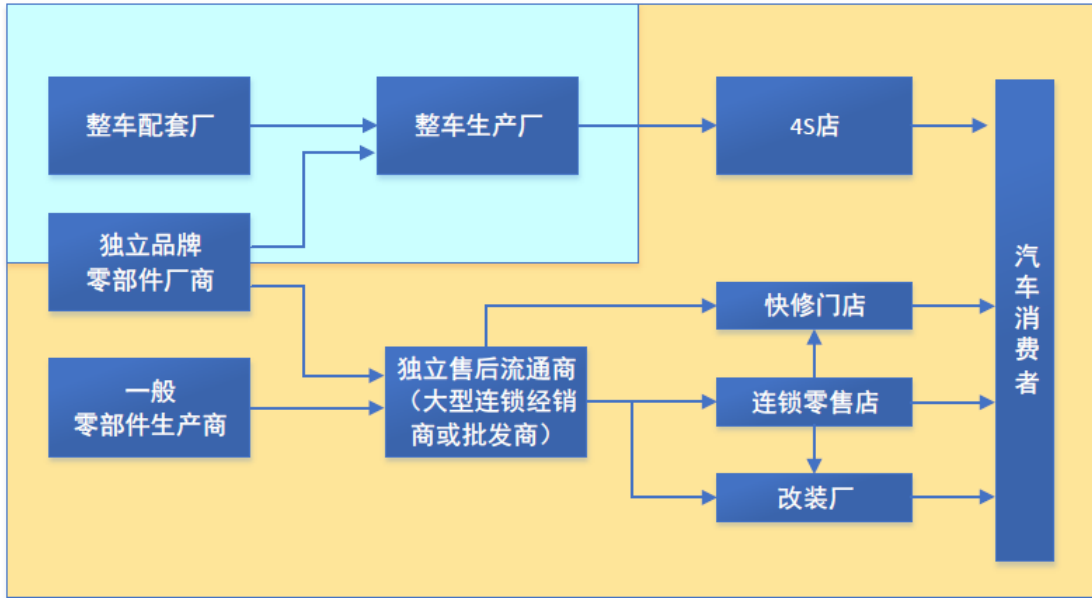 整车配套厂
整车生产厂
4S店
独立品牌
零部件厂商
快修门店
一般
零部件生产商
独立售后流通商
（大型连锁经销
商或批发商）
连锁零售店
改装厂
汽车消费者